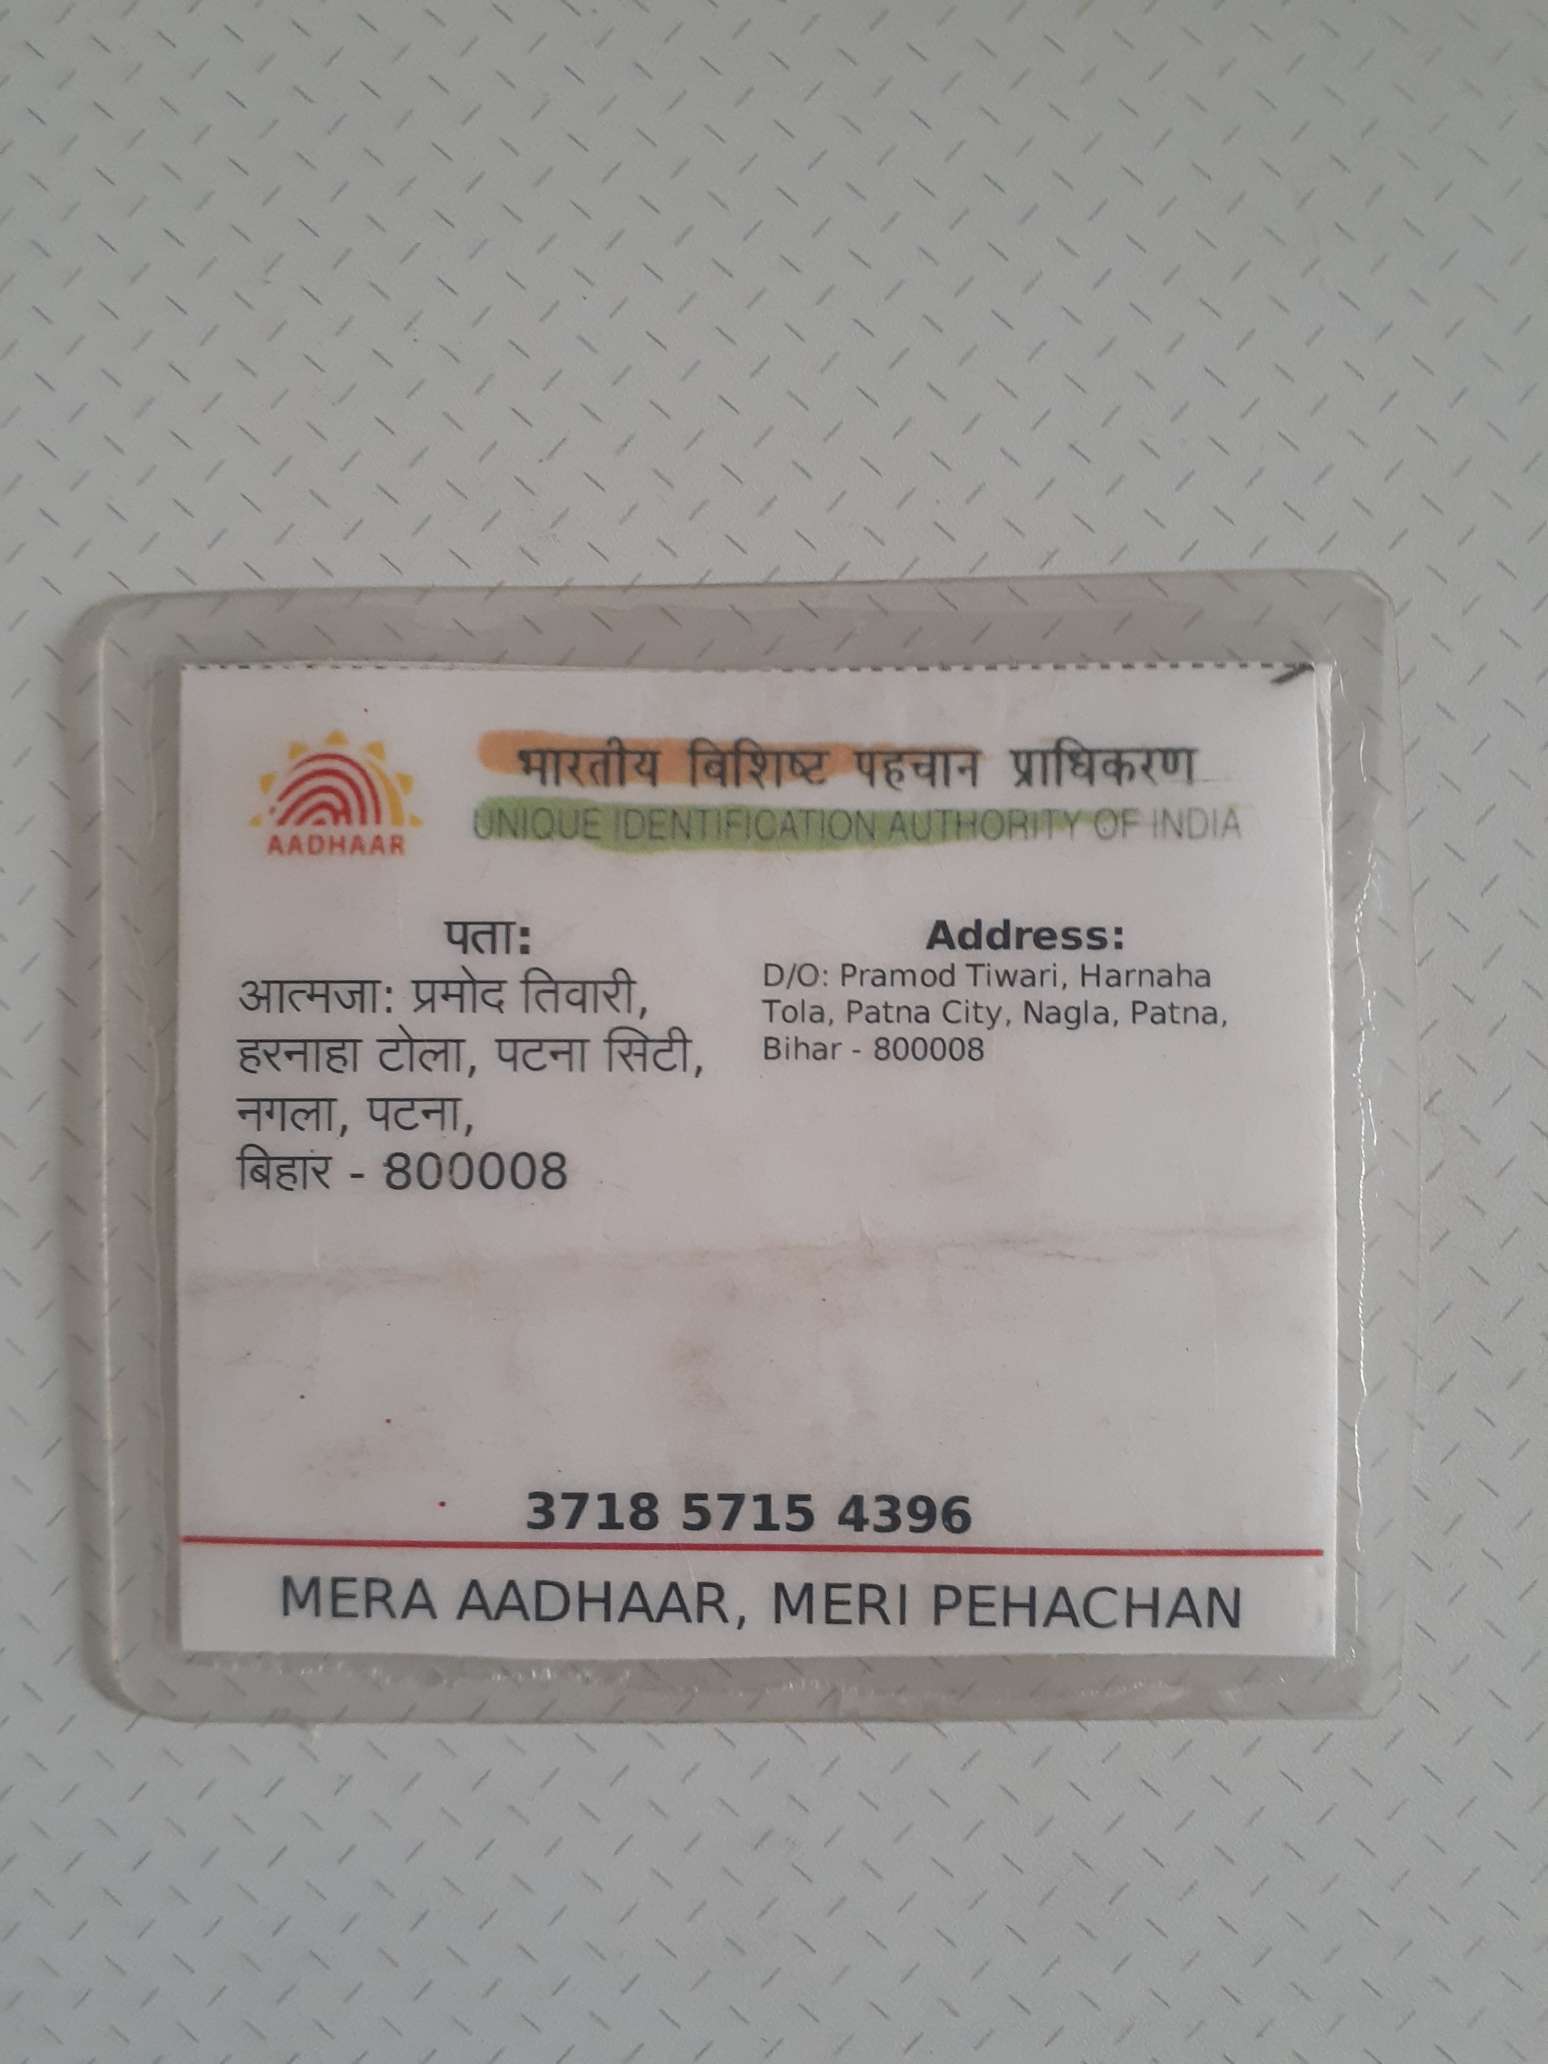 भारतीय विशिष्ट पहचान प्राधिकरण
UNIQUE IDENTIFICATION AUTHORITY OF INDIA
AADHAAR
पता:
आत्मजा: प्रमोद तिवारी,
हरनाहा टोला, पटना सिटी,
नगला, पटना,
बिहार - 800008
Address:
D/O: Pramod Tiwari, Harnaha
Tola, Patna City, Nagla, Patna,
Bihar - 800008
3718 5715 4396
MERA AADHAAR, MERI PEHACHAN